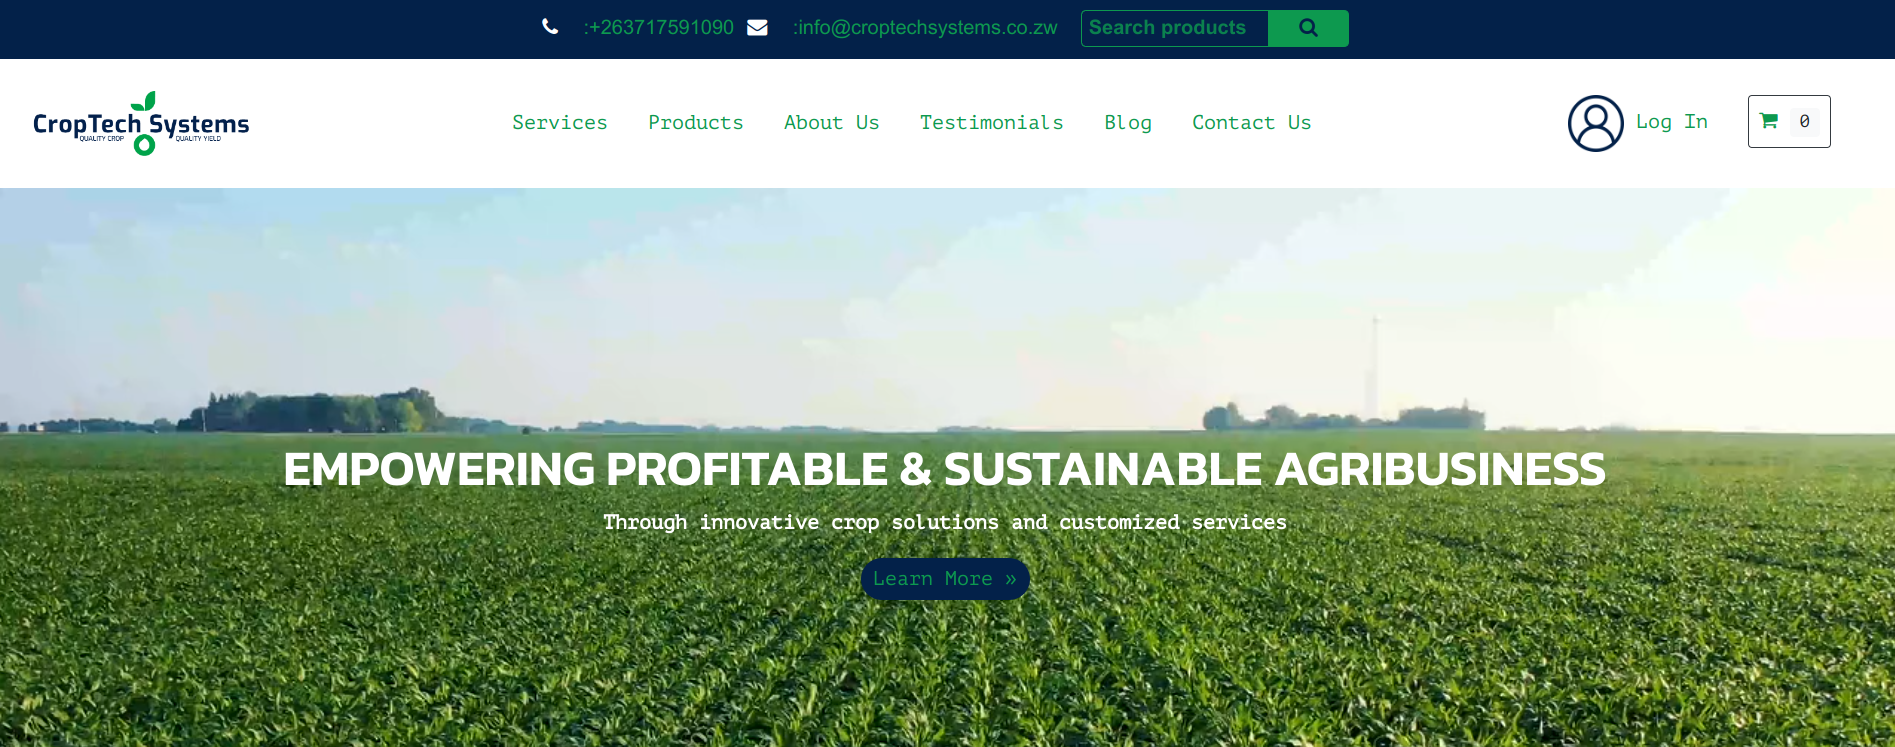 :+263717591090 :info@croptechsystems.co.zw Search products
CropTech Systems
QUALITY CROP QUALITY YIELD
Services Products About Us Testimonials Blog Contact Us
Log In
0
EMPOWERING PROFITABLE & SUSTAINABLE AGRIBUSINESS
Through innovative crop solutions and customized services
Learn More »